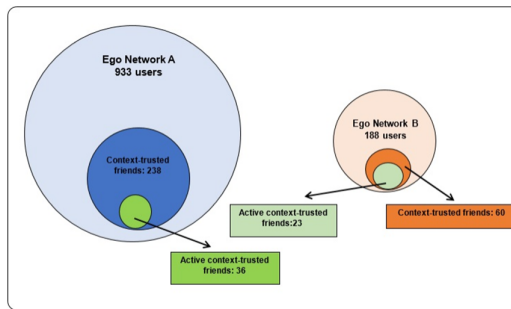 Ego Network A
933 users
Context-trusted
friends: 238
Active context-trusted
friends: 36
Ego Network B
188 users
Active context-trusted
friends:23
Context-trusted friends: 60